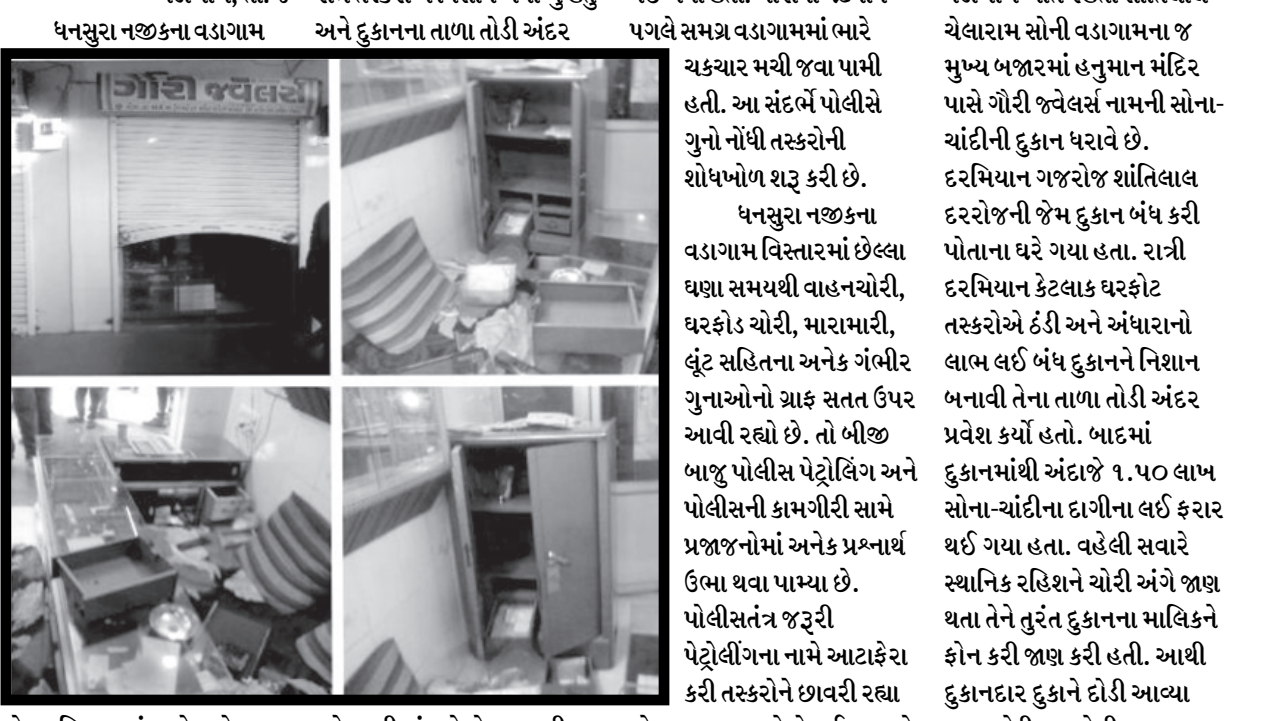 ધનસુરા નજીકના વડાગામ
અને દુકાનના તાળા તોડી અંદર
ગૌરી જ્વેલર્સ
પગલે સમગ્ર વડાગામમાં ભારે
ચકચાર મચી જવા પામી
હતી. આ સંદર્ભે પોલીસે
ગુનો નોંધી તસ્કરોની
શોધખોળ શરૂ કરી છે.
ધનસુરા નજીકના
વડાગામ વિસ્તારમાં છેલ્લા
ઘણા સમયથી વાહનચોરી,
ઘરફોડ ચોરી, મારામારી,
લૂંટ સહિતના અનેક ગંભીર
ગુનાઓનો ગ્રાફ સતત ઉપર
આવી રહ્યો છે. તો બીજી
બાજુ પોલીસ પેટ્રોલિંગ અને
પોલીસની કામગીરી સામે
પ્રજાજનોમાં અનેક પ્રશ્નાર્થ
ઉભા થવા પામ્યા છે.
પોલીસતંત્ર જરૂરી
પેટ્રોલીંગના નામે આટાફેરા
કરી તસ્કરોને છાવરી રહ્યા
ચેલારામ સોની વડાગામના જ
મુખ્ય બજારમાં હનુમાન મંદિર
પાસે ગૌરી જ્વેલર્સ નામની સોના-
ચાંદીની દુકાન ધરાવે છે.
દરમિયાન ગજરોજ શાંતિલાલ
દરરોજની જેમ દુકાન બંધ કરી
પોતાના ઘરે ગયા હતા. રાત્રી
દરમિયાન કેટલાક ઘરફોટ
તસ્કરોએ ઠંડી અને અંધારાનો
લાભ લઈ બંધ દુકાનને નિશાન
બનાવી તેના તાળા તોડી અંદર
પ્રવેશ કર્યો હતો. બાદમાં
દુકાનમાંથી અંદાજે ૧.૫૦ લાખ
સોના-ચાંદીના દાગીના લઈ ફરાર
થઈ ગયા હતા. વહેલી સવારે
સ્થાનિક રહિશને ચોરી અંગે જાણ
થતા તેને તુરંત દુકાનના માલિકને
ફોન કરી જાણ કરી હતી. આથી
દુકાનદાર દુકાને દોડી આવ્યા